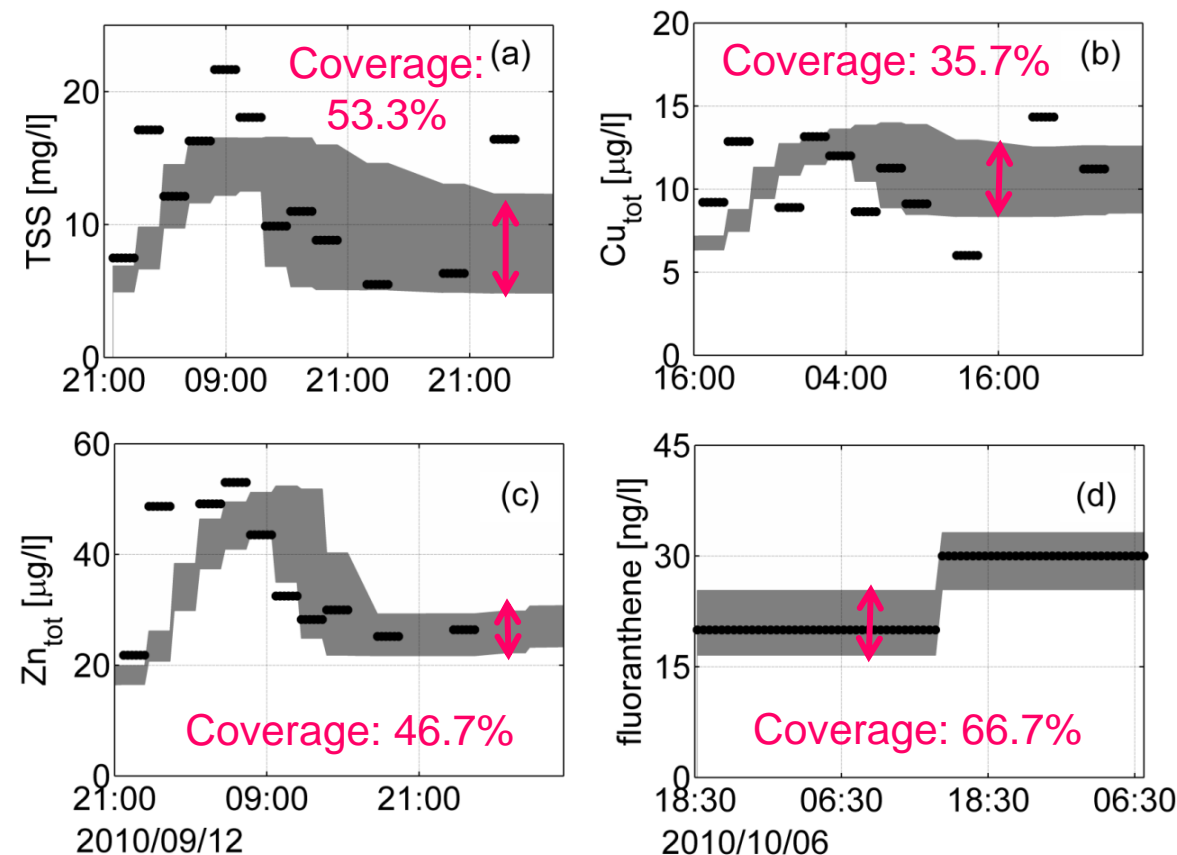 (a)
Coverage:
53.3%
TSS [mg/l]
20
10
0
21:00 09:00 21:00 21:00
(b)
Coverage: 35.7%
Cutot [µg/l]
20
15
10
5
0
16:00 04:00 16:00
(c)
Zntot [µg/l]
60
40
20
0
Coverage: 46.7%
21:00 09:00 21:00
2010/09/12
(d)
fluoranthene [ng/l]
45
30
15
0
Coverage: 66.7%
18:30 06:30 18:30 06:30
2010/10/06